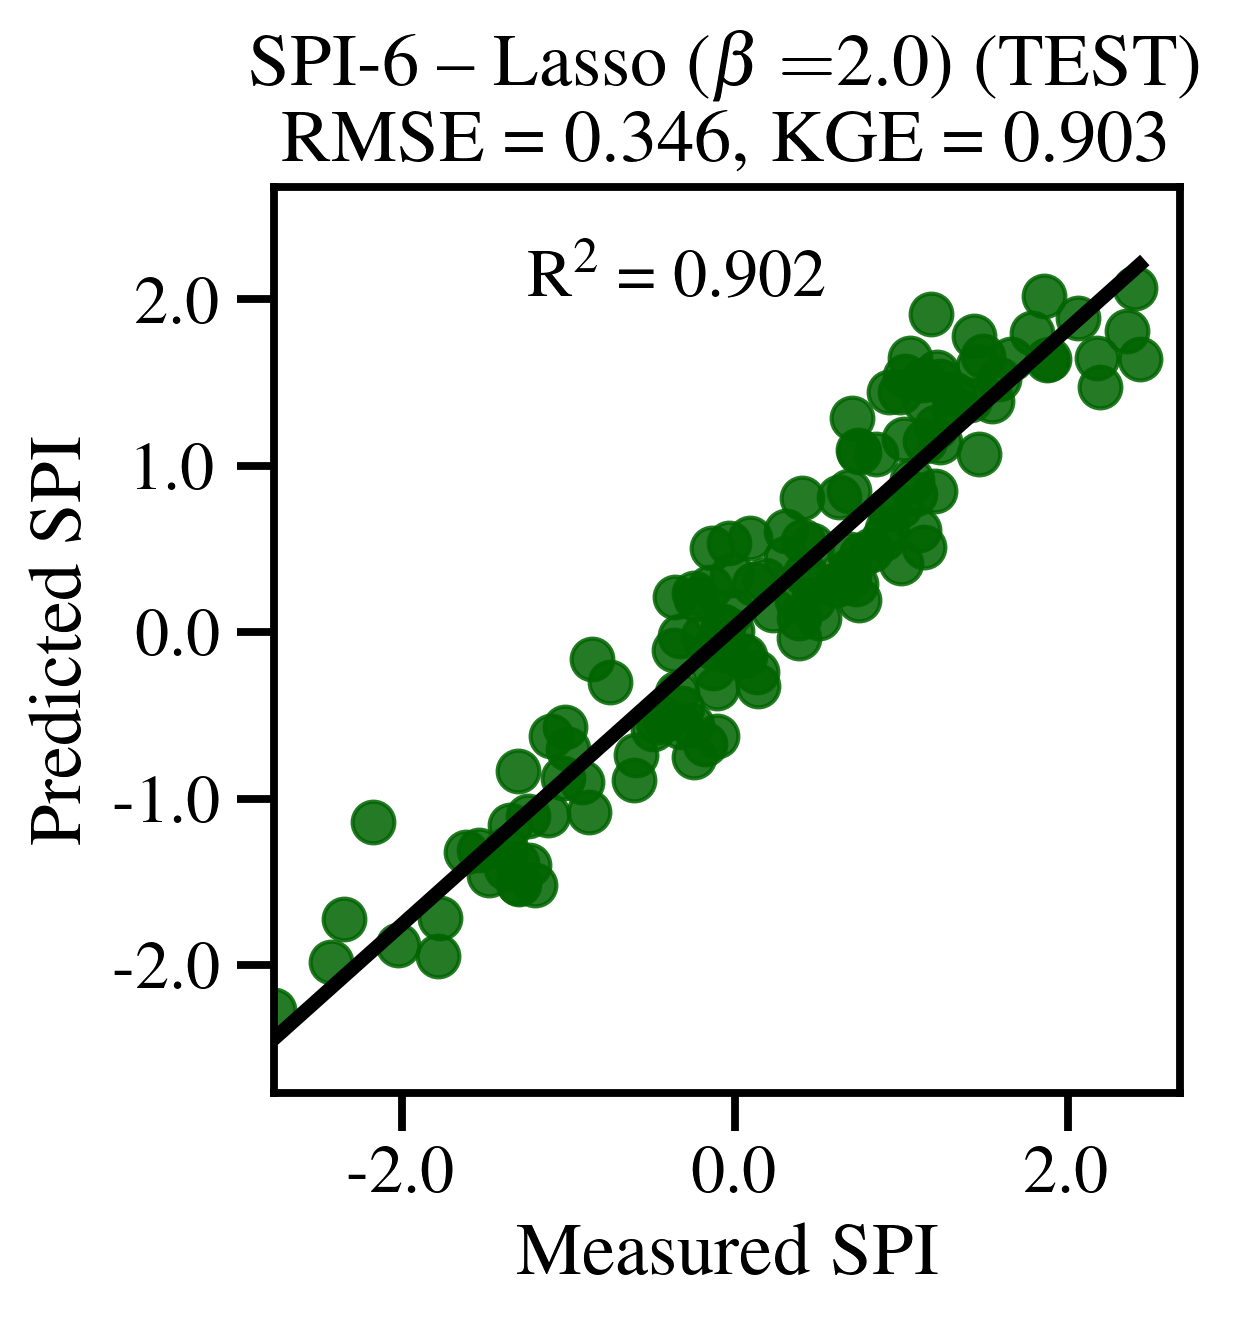 SPI-6 – Lasso (β =2.0) (TEST)
RMSE = 0.346, KGE = 0.903
R² = 0.902
Predicted SPI
2.0
1.0
0.0
-1.0
-2.0
-2.0 0.0 2.0
Measured SPI